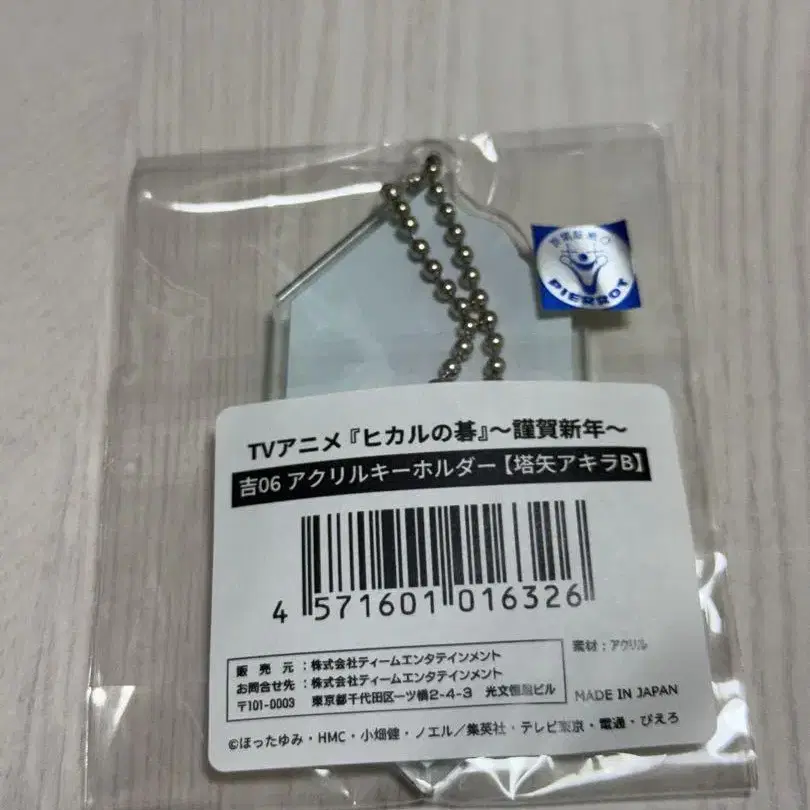 PIERROT
TVアニメ『ヒカルの碁』～謹賀新年～
吉06 アクリルキーホルダー【塔矢アキラB】
4 571601 016326
素材：アクリル
販売元：株式会社ティームエンタテインメント
お問合せ先：株式会社ティームエンタテインメント
〒101-0003 東京都千代田区一ツ橋2-4-3 光文恒産ビル
MADE IN JAPAN
©ほったゆみ・HMC・小畑健・ノエル／集英社・テレビ東京・電通・ぴえろ